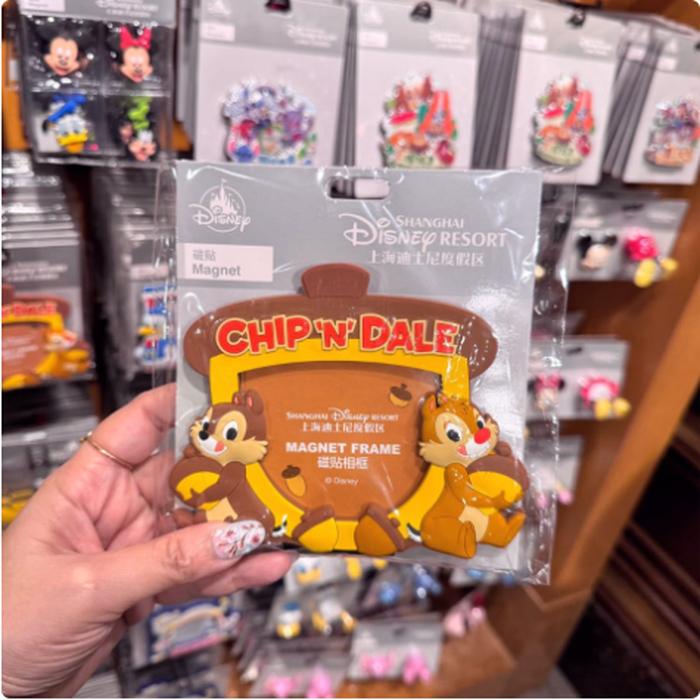 Disney
SHANGHAI
Disney RESORT
上海迪士尼度假区
磁贴
Magnet
CHIP 'N' DALE
SHANGHAI Disney RESORT
上海迪士尼度假区
MAGNET FRAME
磁贴相框
© Disney